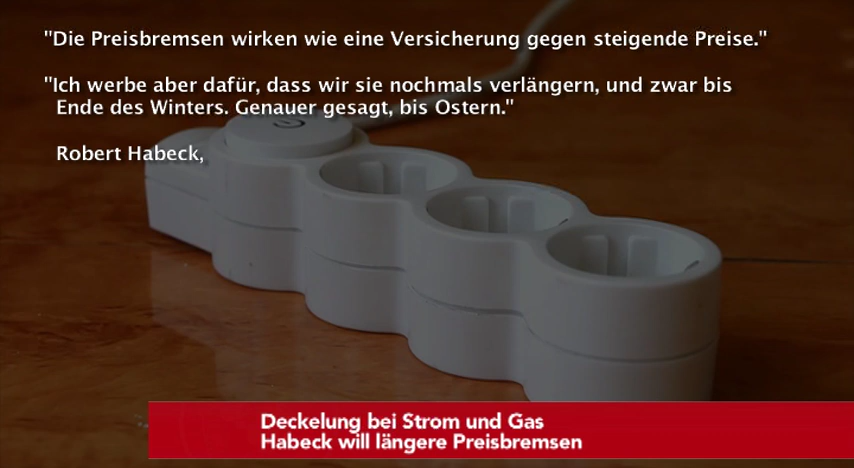 "Die Preisbremsen wirken wie eine Versicherung gegen steigende Preise."
"Ich werbe aber dafür, dass wir sie nochmals verlängern, und zwar bis
Ende des Winters. Genauer gesagt, bis Ostern."
Robert Habeck,
Deckelung bei Strom und Gas
Habeck will längere Preisbremsen